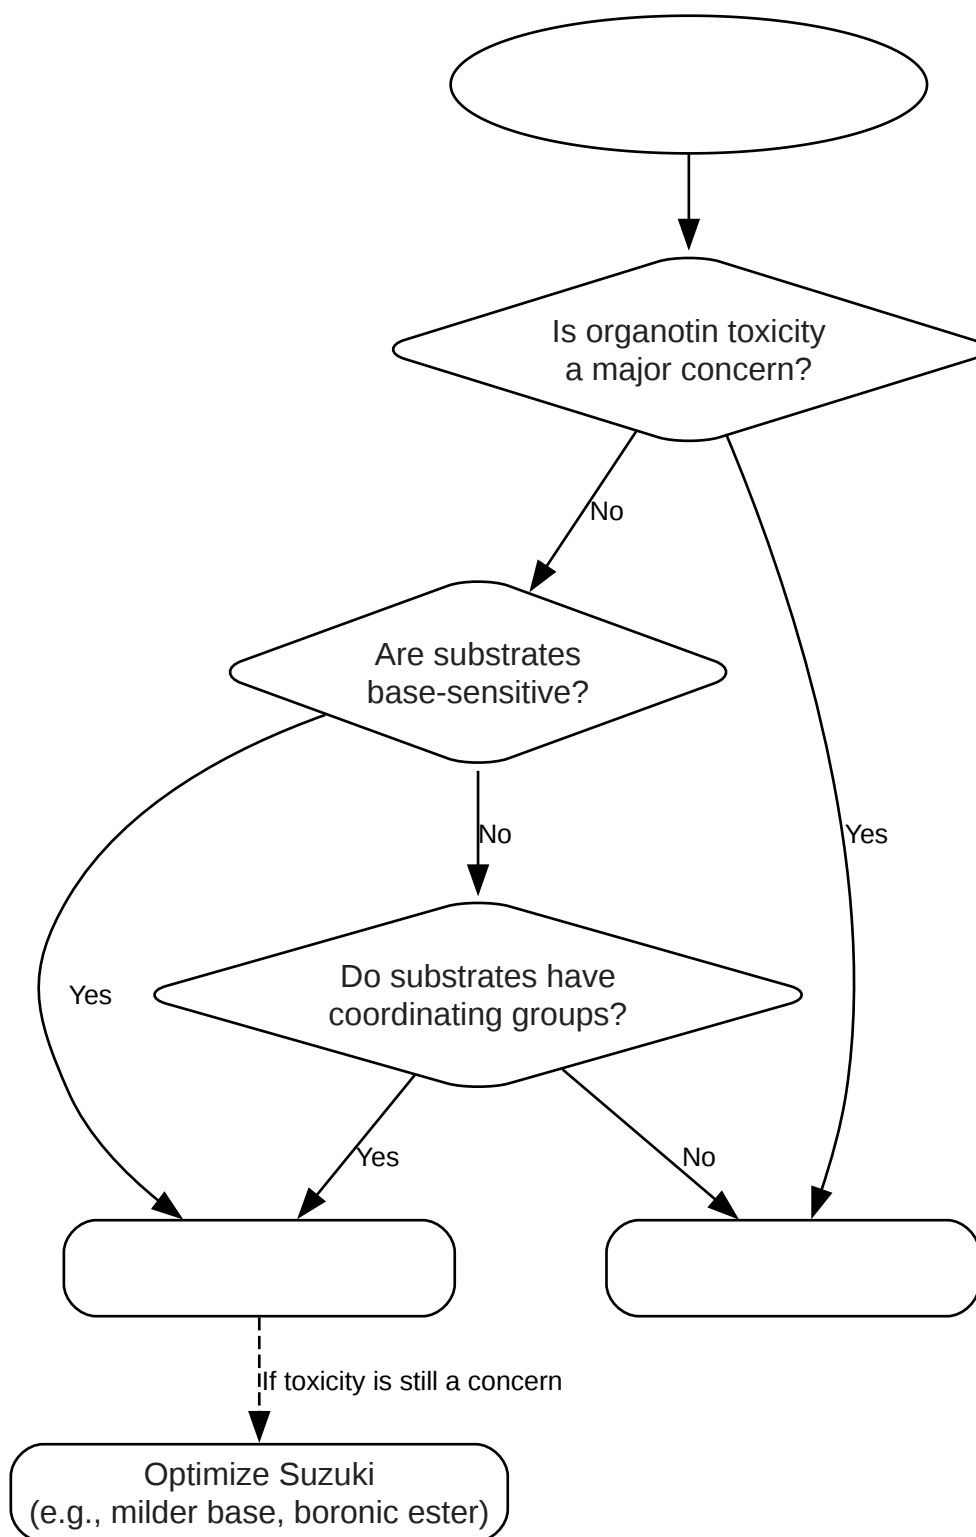 Is organotin toxicity
a major concern?
No
Are substrates
base-sensitive?
No
Yes
Do substrates have
coordinating groups?
Yes
Yes
No
If toxicity is still a concern
Optimize Suzuki
(e.g., milder base, boronic ester)